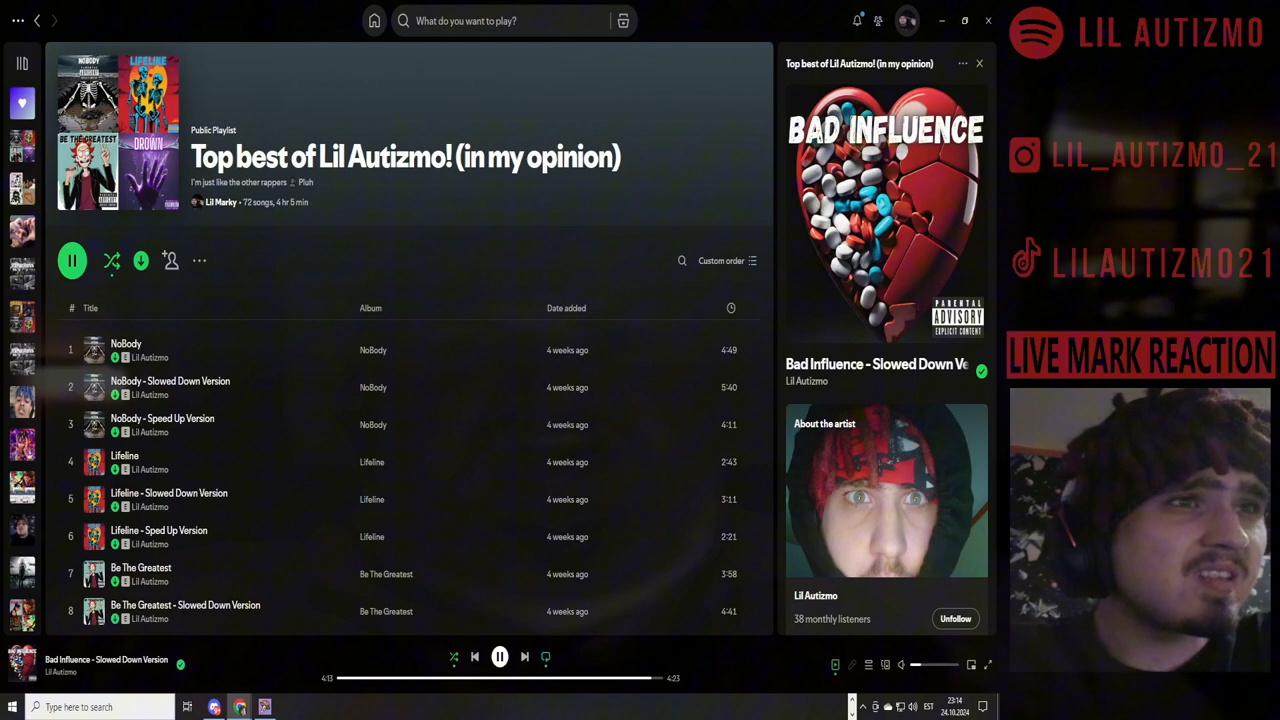 What do you want to play?
LIL AUTIZMO
LIL_AUTIZMO_21
LILAUTIZMO21
LIVE MARK REACTION
NOBODY
LIFELIKE
BE THE GREATEST
DROWN
Public Playlist
Top best of Lil Autizmo! (in my opinion)
I'm just like the other rappers
Pluh
Lil Marky • 72 songs, 4 hr 5 min
Custom order
# Title Album Date added
1 NoBody NoBody 4 weeks ago 4:49
E Lil Autizmo
2 NoBody - Slowed Down Version NoBody 4 weeks ago 5:40
E Lil Autizmo
3 NoBody - Speed Up Version NoBody 4 weeks ago 4:11
E Lil Autizmo
4 Lifeline Lifeline 4 weeks ago 2:43
E Lil Autizmo
5 Lifeline - Slowed Down Version Lifeline 4 weeks ago 3:11
E Lil Autizmo
6 Lifeline - Sped Up Version Lifeline 4 weeks ago 2:21
E Lil Autizmo
7 Be The Greatest Be The Greatest 4 weeks ago 3:58
E Lil Autizmo
8 Be The Greatest - Slowed Down Version Be The Greatest 4 weeks ago 4:41
E Lil Autizmo
Top best of Lil Autizmo! (in my opinion)
BAD INFLUENCE
PARENTAL
ADVISORY
EXPLICIT CONTENT
Bad Influence - Slowed Down Ve
Lil Autizmo
About the artist
Lil Autizmo
38 monthly listeners
Unfollow
Bad Influence - Slowed Down Version
Lil Autizmo
4:13
4:23
Type here to search
EST
23:14
24.10.2024